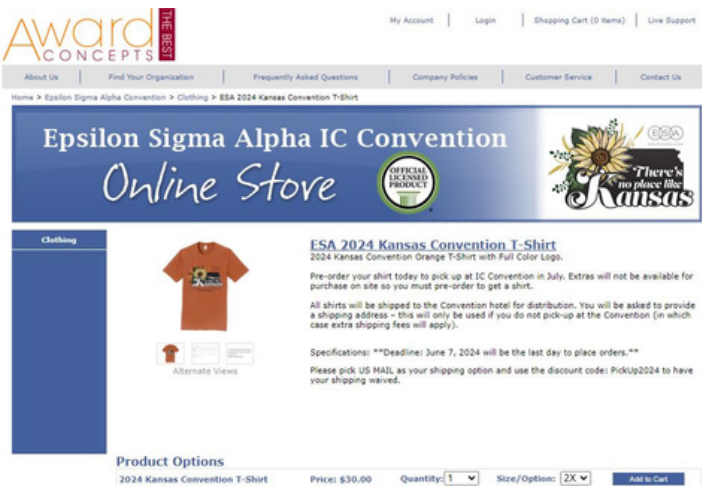 Award
CONCEPTS
THE BEST
My Account | Login | Shopping Cart (0 items) | Live Support
About Us | Find Your Organization | Frequently Asked Questions | Company Policies | Customer Service | Contact Us
Home > Epsilon Sigma Alpha Convention > Clothing > ESA 2024 Kansas Convention T-Shirt
Epsilon Sigma Alpha IC Convention
Online Store
OFFICIAL
LICENSED
PRODUCT
ESA
There's
no place like
Kansas
Clothing
ESA 2024 Kansas Convention T-Shirt
2024 Kansas Convention Orange T-Shirt with Full Color Logo.
Pre-order your shirt today to pick up at IC Convention in July. Extras will not be available for
purchase on site so you must pre-order to get a shirt.
All shirts will be shipped to the Convention hotel for distribution. You will be asked to provide
a shipping address – this will only be used if you do not pick-up at the Convention (in which
case extra shipping fees will apply).
Specifications: **Deadline: June 7, 2024 will be the last day to place orders.**
Please pick US MAIL as your shipping option and use the discount code: PickUp2024 to have
your shipping waived.
Alternate Views
Product Options
2024 Kansas Convention T-Shirt Price: $30.00 Quantity: 1 Size/Option: 2X Add to Cart